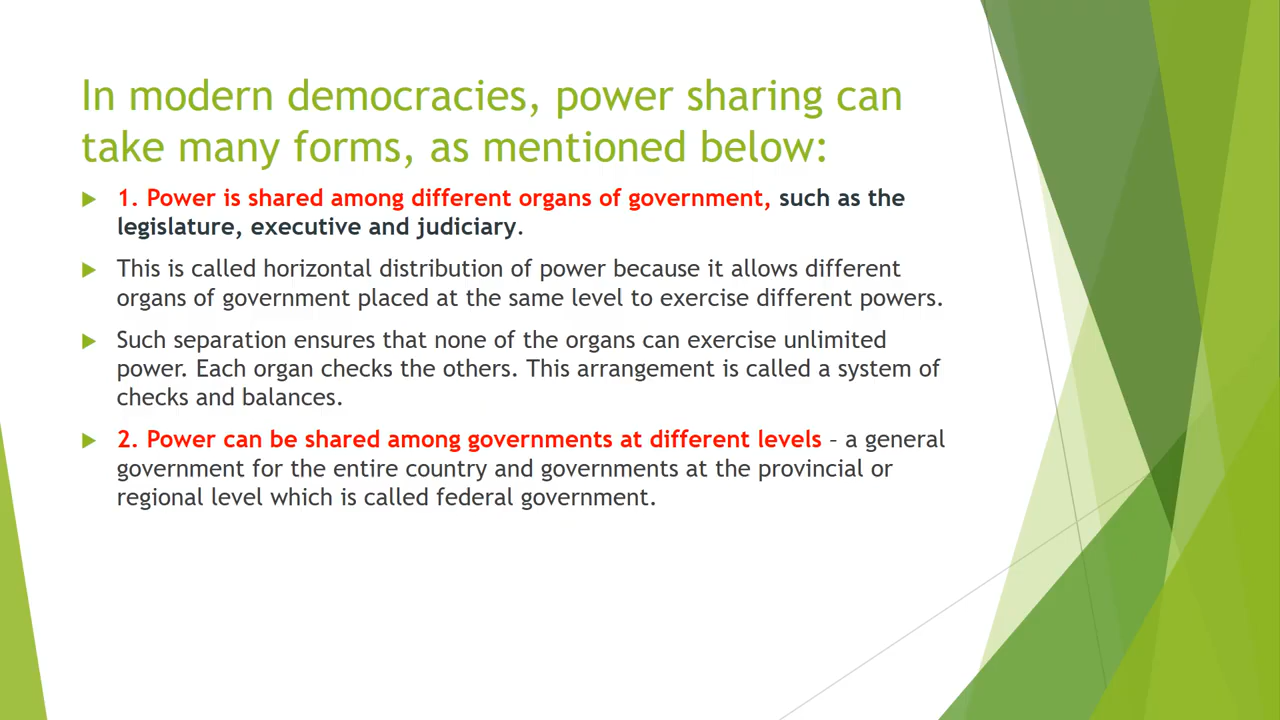 In modern democracies, power sharing can
take many forms, as mentioned below:
1. Power is shared among different organs of government, such as the
legislature, executive and judiciary.
This is called horizontal distribution of power because it allows different
organs of government placed at the same level to exercise different powers.
Such separation ensures that none of the organs can exercise unlimited
power. Each organ checks the others. This arrangement is called a system of
checks and balances.
2. Power can be shared among governments at different levels – a general
government for the entire country and governments at the provincial or
regional level which is called federal government.